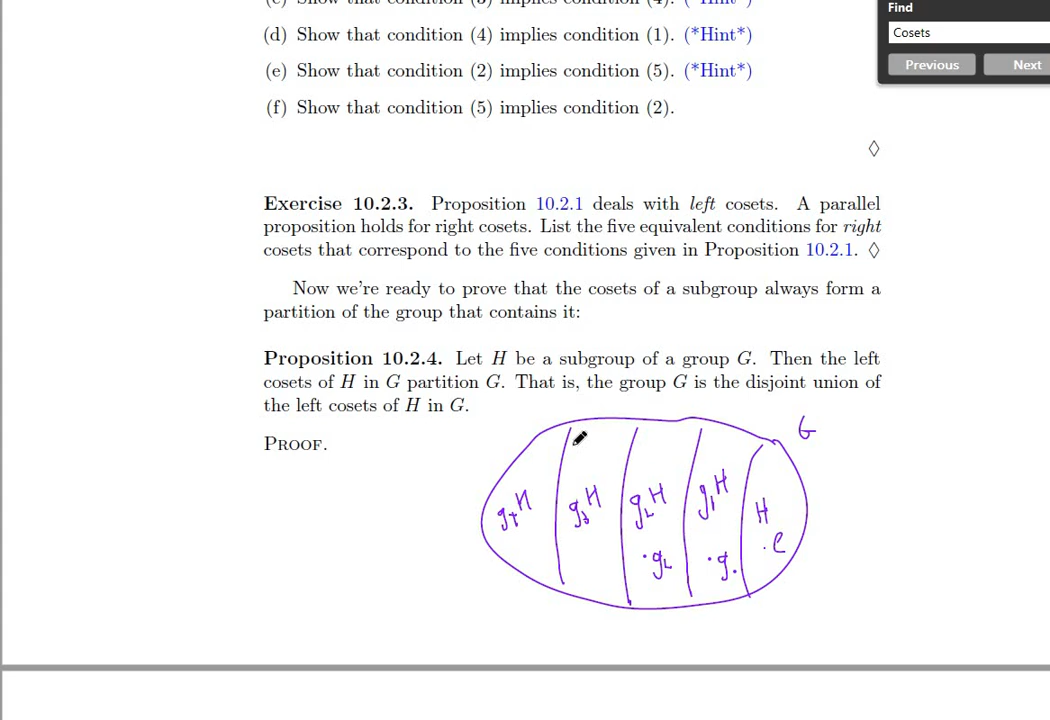 Find
Cosets
Previous Next
(d) Show that condition (4) implies condition (1). (*Hint*)
(e) Show that condition (2) implies condition (5). (*Hint*)
(f) Show that condition (5) implies condition (2).
◊
Exercise 10.2.3. Proposition 10.2.1 deals with left cosets. A parallel
proposition holds for right cosets. List the five equivalent conditions for right
cosets that correspond to the five conditions given in Proposition 10.2.1. ◊
Now we're ready to prove that the cosets of a subgroup always form a
partition of the group that contains it:
Proposition 10.2.4. Let H be a subgroup of a group G. Then the left
cosets of H in G partition G. That is, the group G is the disjoint union of
the left cosets of H in G.
PROOF.
G
g₃H g₂H g₁H H
g₂ e